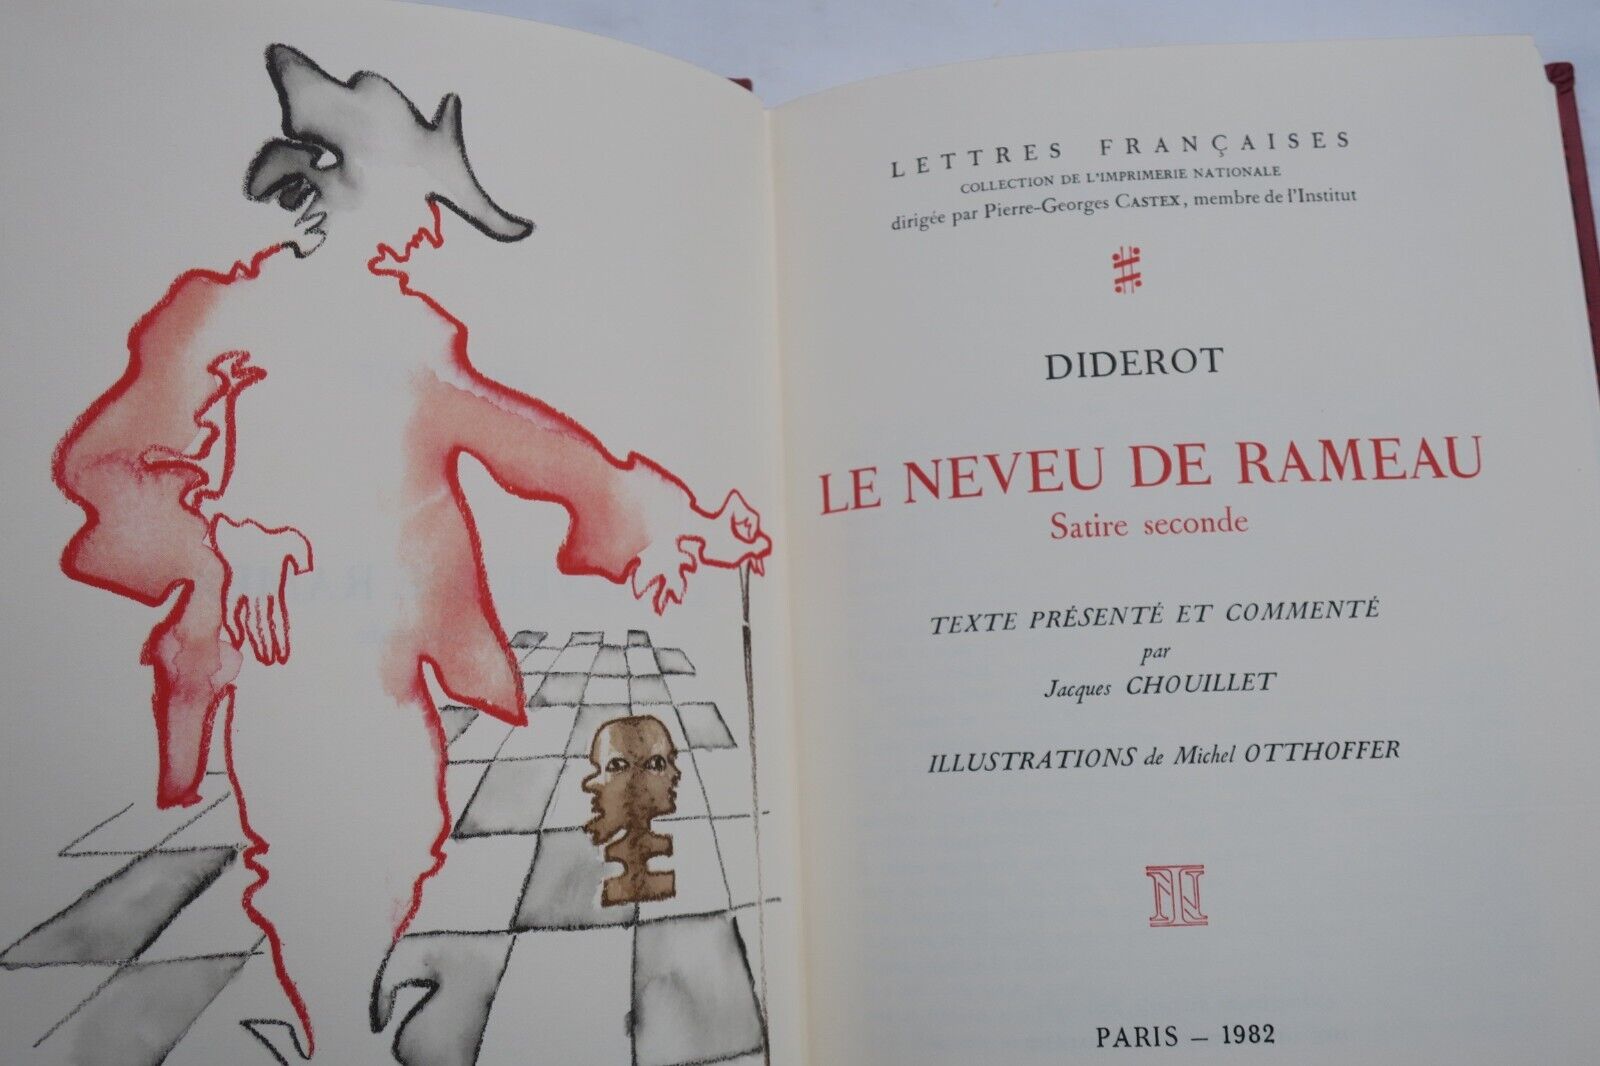 LETTRES FRANÇAISES
COLLECTION DE L'IMPRIMERIE NATIONALE
dirigée par Pierre-Georges CASTEX, membre de l'Institut
DIDEROT
LE NEVEU DE RAMEAU
Satire seconde
TEXTE PRÉSENTÉ ET COMMENTÉ
par
Jacques CHOUILLET
ILLUSTRATIONS de Michel OTTHOFFER
IN
PARIS – 1982